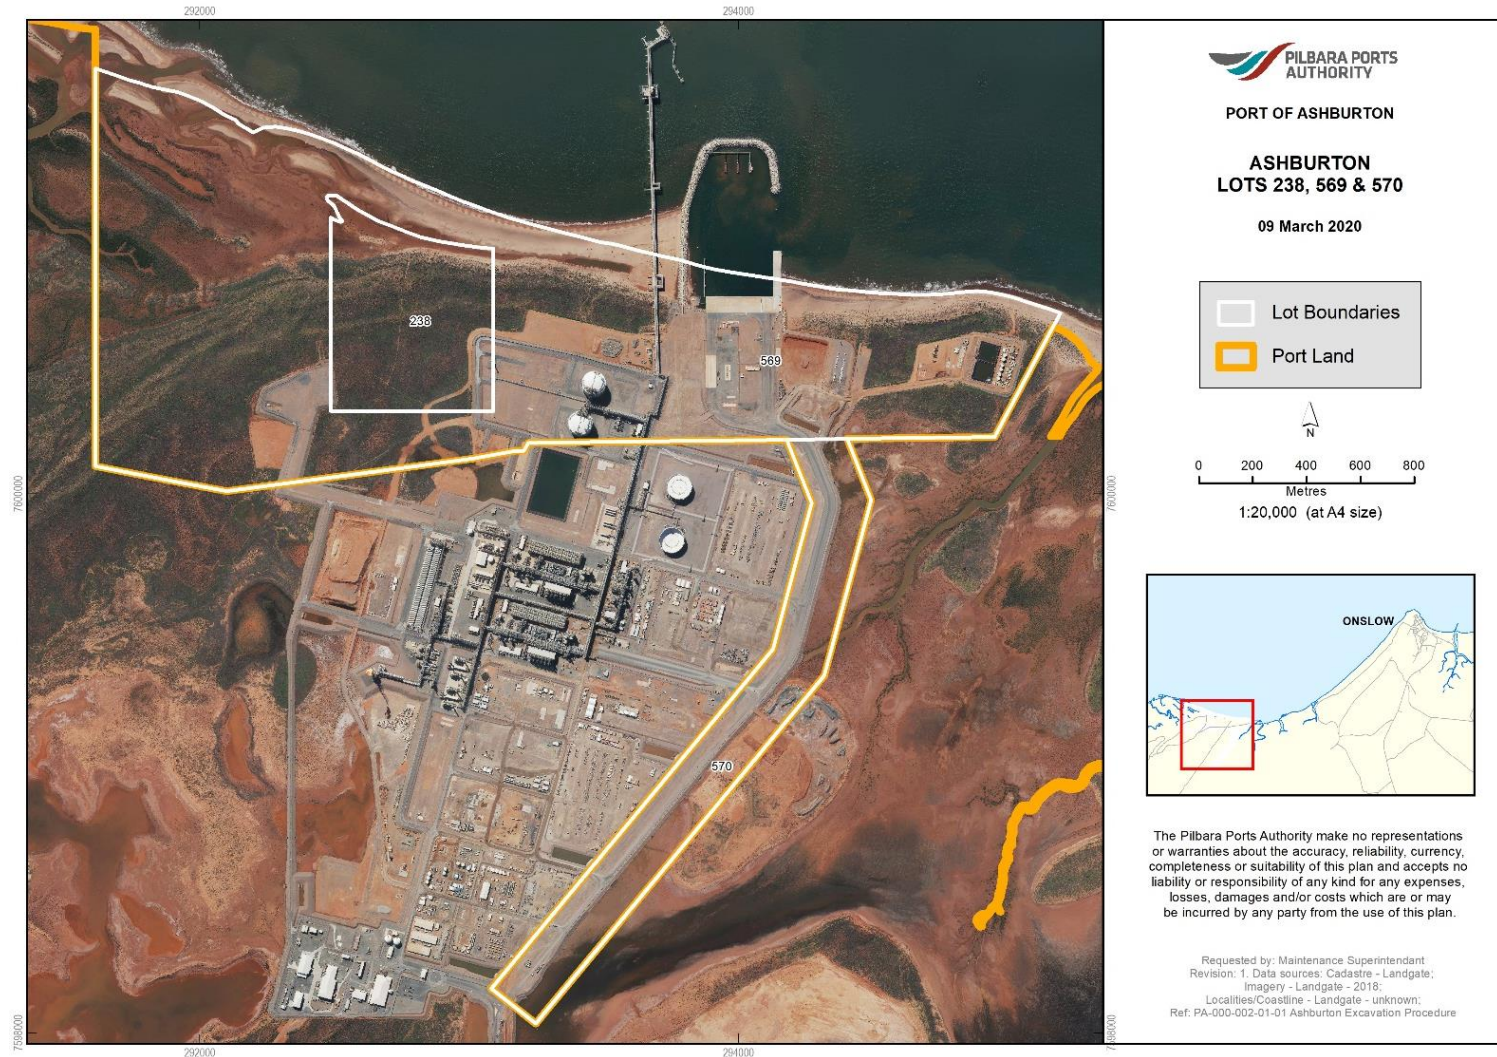 292000
294000
PILBARA PORTS
AUTHORITY
PORT OF ASHBURTON
ASHBURTON
LOTS 238, 569 & 570
09 March 2020
Lot Boundaries
Port Land
N
0 200 400 600 800
Metres
1:20,000 (at A4 size)
238
569
570
7600000
7600000
ONSLOW
The Pilbara Ports Authority make no representations
or warranties about the accuracy, reliability, currency,
completeness or suitability of this plan and accepts no
liability or responsibility of any kind for any expenses,
losses, damages and/or costs which are or may
be incurred by any party from the use of this plan.
Requested by: Maintenance Superintendant
Revision: 1. Data sources: Cadastre - Landgate;
Imagery - Landgate - 2018;
Localities/Coastline - Landgate - unknown;
Ref: PA-000-002-01-01 Ashburton Excavation Procedure
7598000
7598000
292000
294000